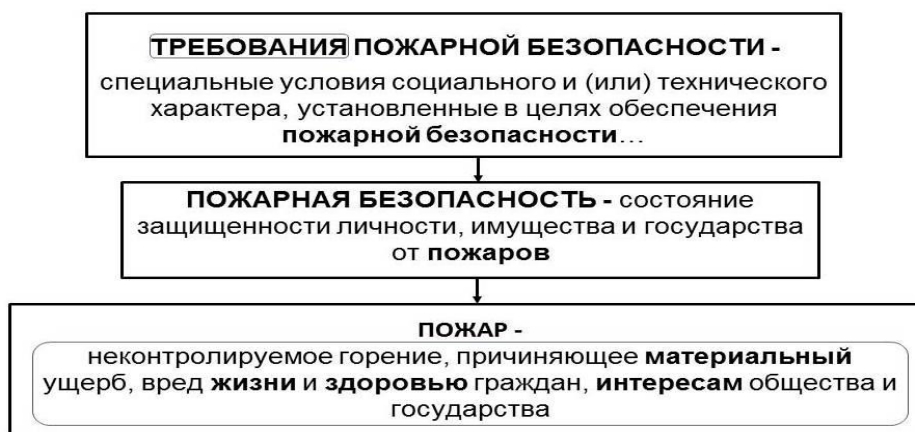 ТРЕБОВАНИЯ ПОЖАРНОЙ БЕЗОПАСНОСТИ -
специальные условия социального и (или) технического
характера, установленные в целях обеспечения
пожарной безопасности…
ПОЖАРНАЯ БЕЗОПАСНОСТЬ - состояние
защищенности личности, имущества и государства
от пожаров
ПОЖАР -
неконтролируемое горение, причиняющее материальный
ущерб, вред жизни и здоровью граждан, интересам общества и
государства